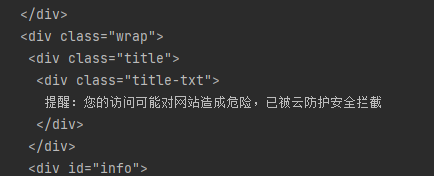 </div>
<div class="wrap">
<div class="title">
<div class="title-txt">
提醒：您的访问可能对网站造成危险，已被云防护安全拦截
</div>
</div>
<div id="info">